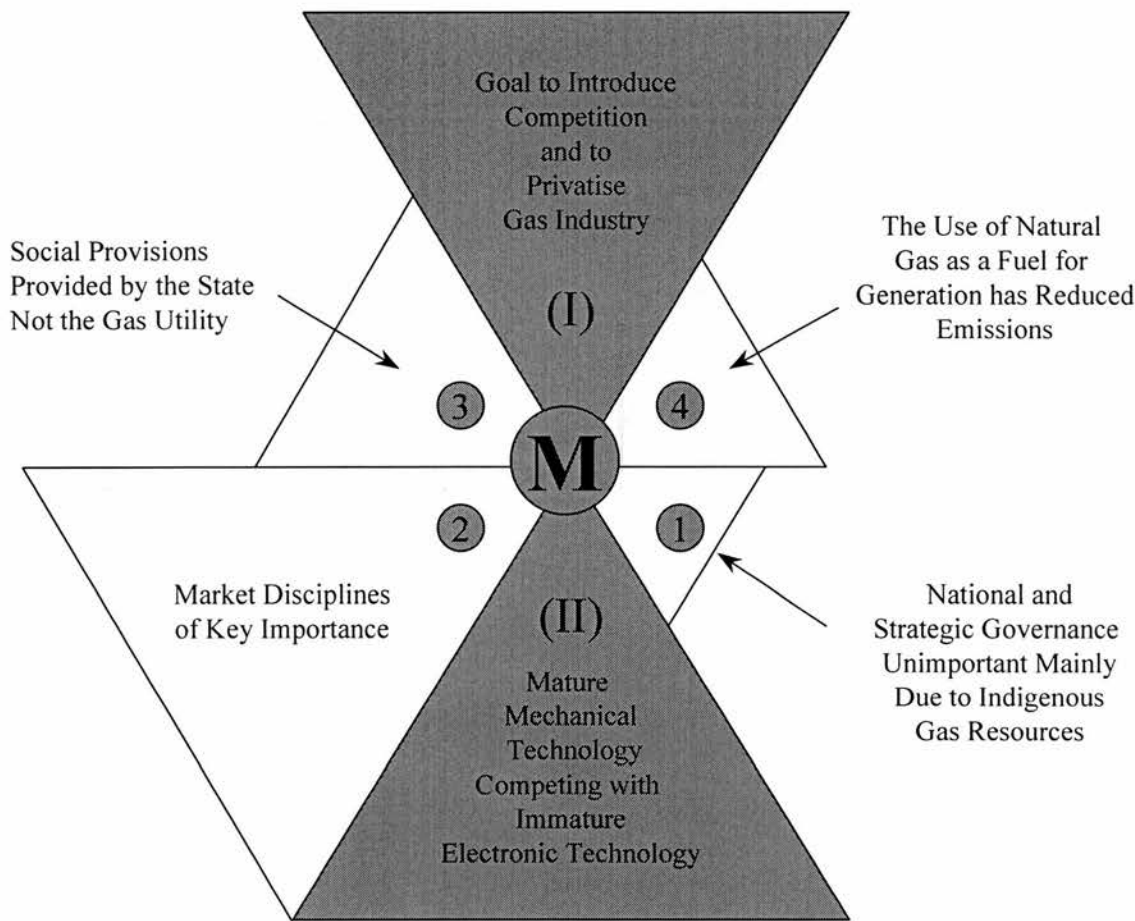 Goal to Introduce
Competition
and to
Privatise
Gas Industry
(I)
Social Provisions
Provided by the State
Not the Gas Utility
The Use of Natural
Gas as a Fuel for
Generation has Reduced
Emissions
3
4
M
2
1
Market Disciplines
of Key Importance
(II)
Mature
Mechanical
Technology
Competing with
Immature
Electronic Technology
National and
Strategic Governance
Unimportant Mainly
Due to Indigenous
Gas Resources